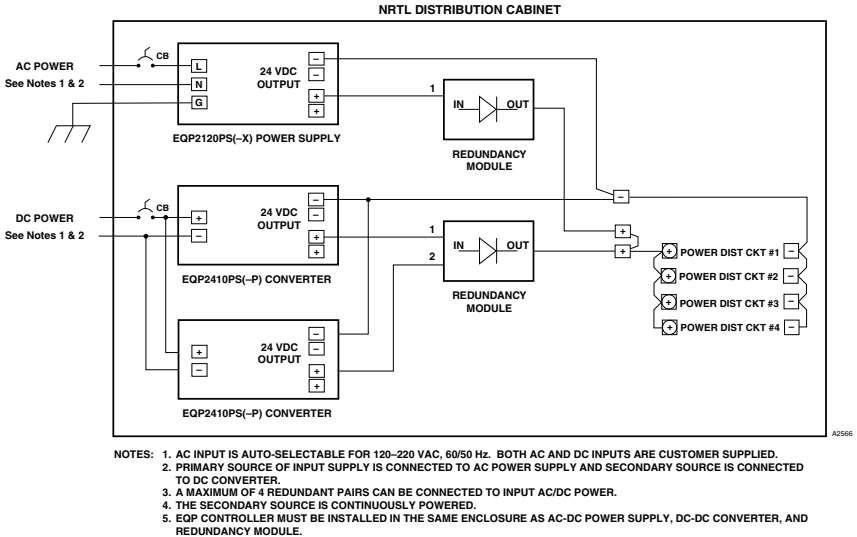 NRTL DISTRIBUTION CABINET
AC POWER
See Notes 1 & 2
CB
L
N
G
24 VDC
OUTPUT
−
−
+
+
EQP2120PS(–X) POWER SUPPLY
1
IN
OUT
REDUNDANCY
MODULE
DC POWER
See Notes 1 & 2
CB
+
−
24 VDC
OUTPUT
−
−
+
+
EQP2410PS(–P) CONVERTER
1
2
IN
OUT
REDUNDANCY
MODULE
−
+
+
+ POWER DIST CKT #1 −
+ POWER DIST CKT #2 −
+ POWER DIST CKT #3 −
+ POWER DIST CKT #4 −
+
−
24 VDC
OUTPUT
−
−
+
+
EQP2410PS(–P) CONVERTER
A2566
NOTES: 1. AC INPUT IS AUTO-SELECTABLE FOR 120–220 VAC, 60/50 Hz. BOTH AC AND DC INPUTS ARE CUSTOMER SUPPLIED.
2. PRIMARY SOURCE OF INPUT SUPPLY IS CONNECTED TO AC POWER SUPPLY AND SECONDARY SOURCE IS CONNECTED
TO DC CONVERTER.
3. A MAXIMUM OF 4 REDUNDANT PAIRS CAN BE CONNECTED TO INPUT AC/DC POWER.
4. THE SECONDARY SOURCE IS CONTINUOUSLY POWERED.
5. EQP CONTROLLER MUST BE INSTALLED IN THE SAME ENCLOSURE AS AC-DC POWER SUPPLY, DC-DC CONVERTER, AND
REDUNDANCY MODULE.